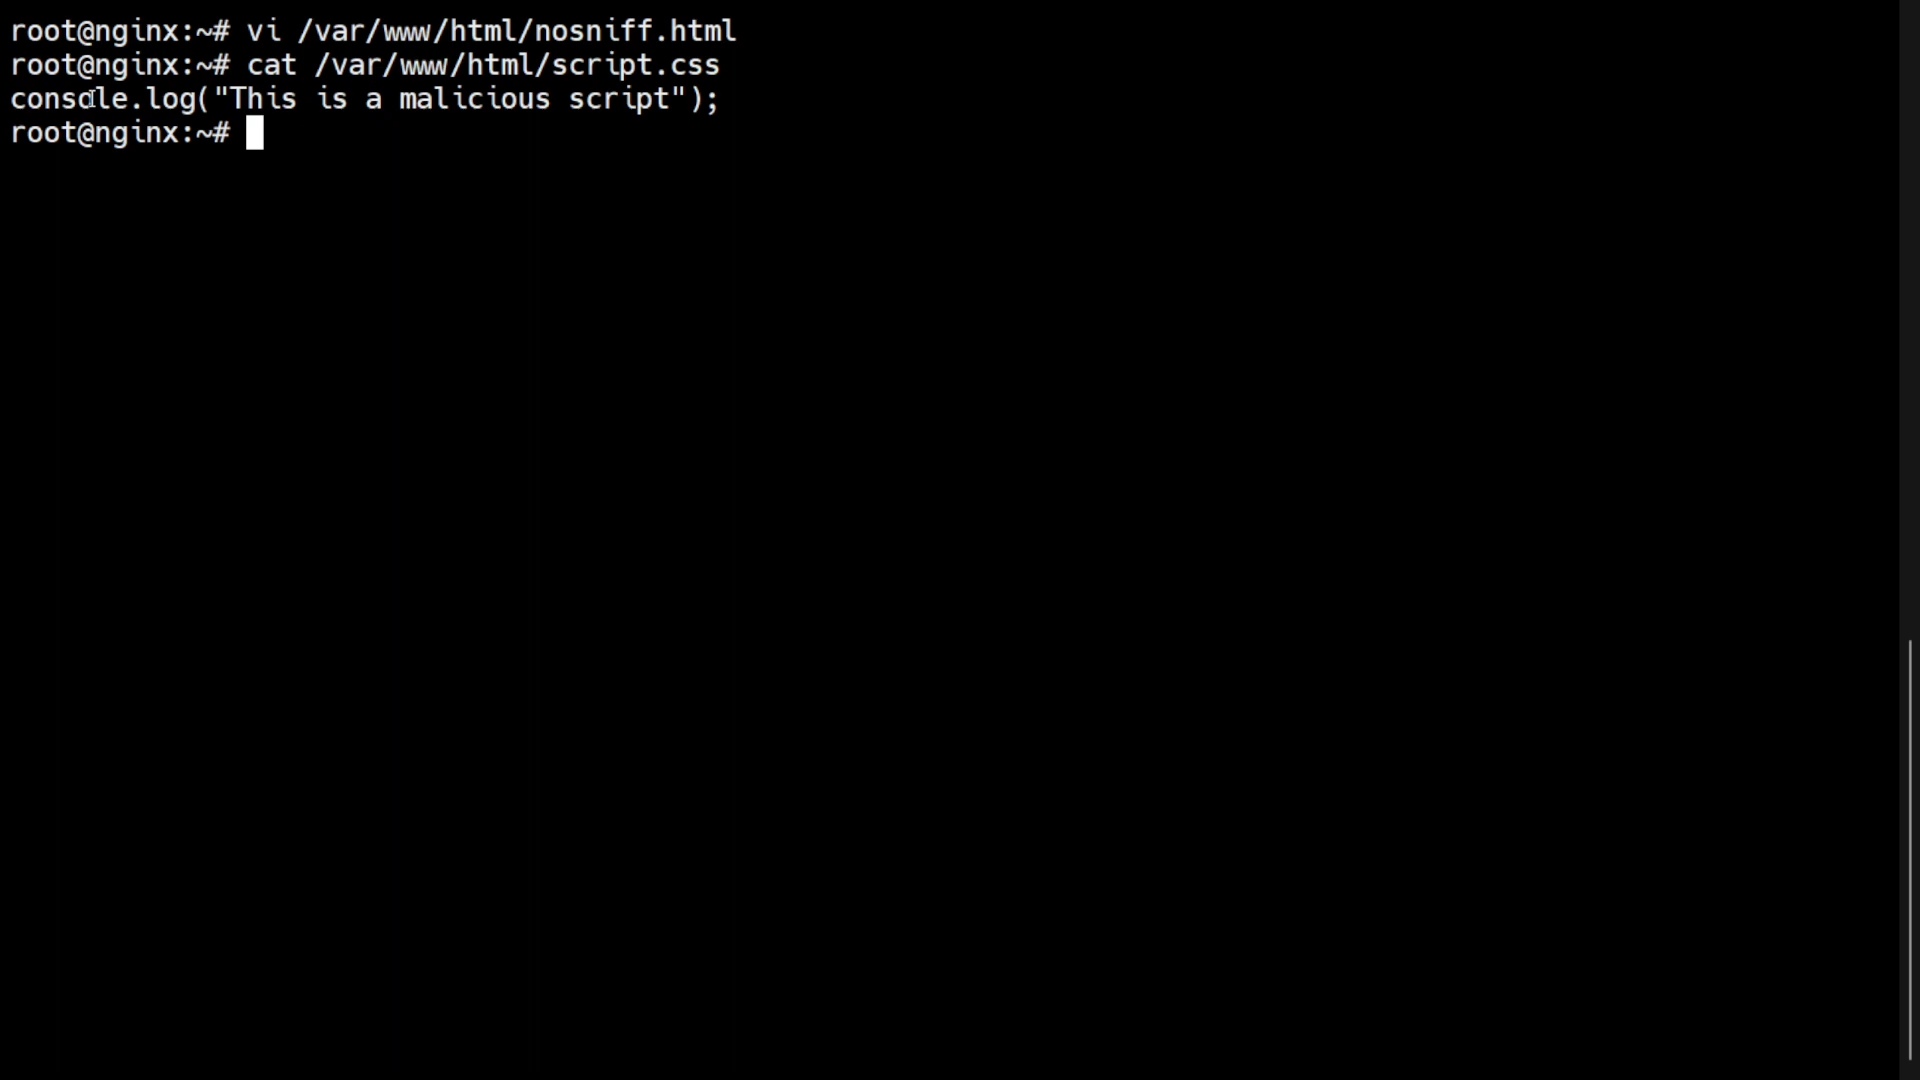 root@nginx:~# vi /var/www/html/nosniff.html
root@nginx:~# cat /var/www/html/script.css
console.log("This is a malicious script");
root@nginx:~#